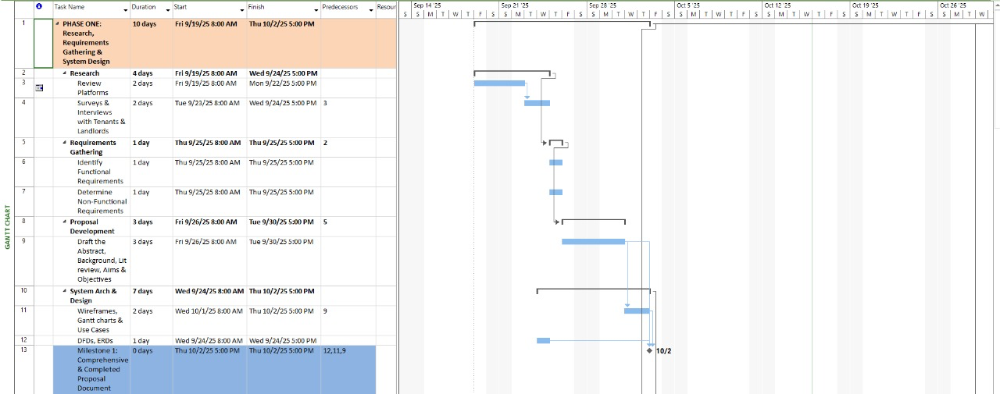 Task Name Duration Start Finish Predecessors Resour
Sep 14 '25 Sep 21 '25 Sep 28 '25 Oct 5 '25 Oct 12 '25 Oct 19 '25 Oct 26 '25
S S M T W T F S S M T W T F S S M T W T F S S M T W T F S S M T W T F S S M T W T F S S M T W
1 PHASE ONE: 10 days Fri 9/19/25 8:00 AM Thu 10/2/25 5:00 PM
Research,
Requirements
Gathering &
System Design
2 Research 4 days Fri 9/19/25 8:00 AM Wed 9/24/25 5:00 PM
3 Review 2 days Fri 9/19/25 8:00 AM Mon 9/22/25 5:00 PM
Platforms
4 Surveys & 2 days Tue 9/23/25 8:00 AM Wed 9/24/25 5:00 PM 3
Interviews
with Tenants &
Landlords
5 Requirements 1 day Thu 9/25/25 8:00 AM Thu 9/25/25 5:00 PM 2
Gathering
6 Identify 1 day Thu 9/25/25 8:00 AM Thu 9/25/25 5:00 PM
Functional
Requirements
7 Determine 1 day Thu 9/25/25 8:00 AM Thu 9/25/25 5:00 PM
Non-Functional
Requirements
8 Proposal 3 days Fri 9/26/25 8:00 AM Tue 9/30/25 5:00 PM 5
Development
9 Draft the 3 days Fri 9/26/25 8:00 AM Tue 9/30/25 5:00 PM
Abstract,
Background, Lit
review, Aims &
Objectives
10 System Arch & 7 days Wed 9/24/25 8:00 AM Thu 10/2/25 5:00 PM
Design
11 Wireframes, 2 days Wed 10/1/25 8:00 AM Thu 10/2/25 5:00 PM 9
Gantt charts &
Use Cases
12 DFDs, ERDs 1 day Wed 9/24/25 8:00 AM Wed 9/24/25 5:00 PM
13 Milestone 1: 0 days Thu 10/2/25 5:00 PM Thu 10/2/25 5:00 PM 12,11,9 10/2
Comprehensive
& Completed
Proposal
Document
GANTT CHART